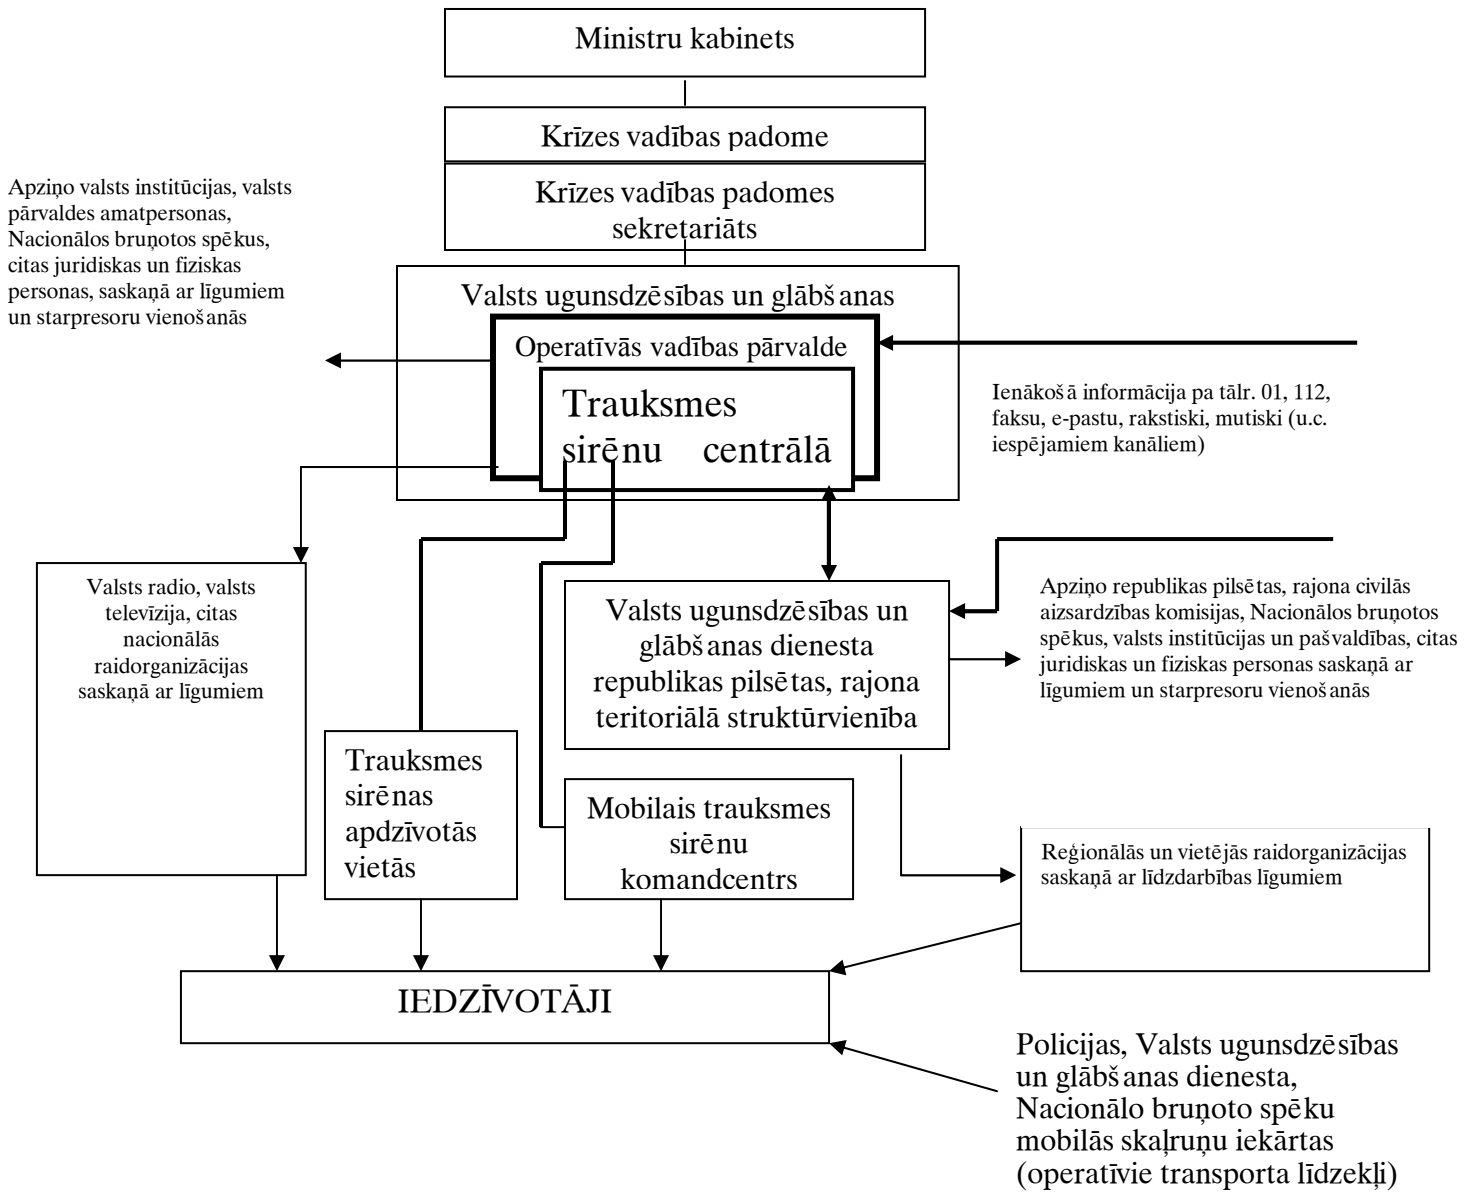 Ministru kabinets
Krīzes vadības padome
Krīzes vadības padomes
sekretariāts
Apziņo valsts institūcijas, valsts
pārvaldes amatpersonas,
Nacionālos bruņotos spēkus,
citas juridiskas un fiziskas
personas, saskaņā ar līgumiem
un starpresoru vienošanās
Valsts ugunsdzēsības un glābšanas
Operatīvās vadības pārvalde
Trauksmes
sirēnu centrālā
Ienākošā informācija pa tālr. 01, 112,
faksu, e-pastu, rakstiski, mutiski (u.c.
iespējamiem kanāliem)
Valsts radio, valsts
televīzija, citas
nacionālās
raidorganizācijas
saskaņā ar līgumiem
Valsts ugunsdzēsības un
glābšanas dienesta
republikas pilsētas, rajona
teritoriālā struktūrvienība
Apziņo republikas pilsētas, rajona civilās
aizsardzības komisijas, Nacionālos bruņotos
spēkus, valsts institūcijas un pašvaldības, citas
juridiskas un fiziskas personas saskaņā ar
līgumiem un starpresoru vienošanās
Trauksmes
sirēnas
apdzīvotās
vietās
Mobilais trauksmes
sirēnu
komandcentrs
Reģionālās un vietējās raidorganizācijas
saskaņā ar līdzdarbības līgumiem
IEDZĪVOTĀJI
Policijas, Valsts ugunsdzēsības
un glābšanas dienesta,
Nacionālo bruņoto spēku
mobilās skaļruņu iekārtas
(operatīvie transporta līdzekļi)